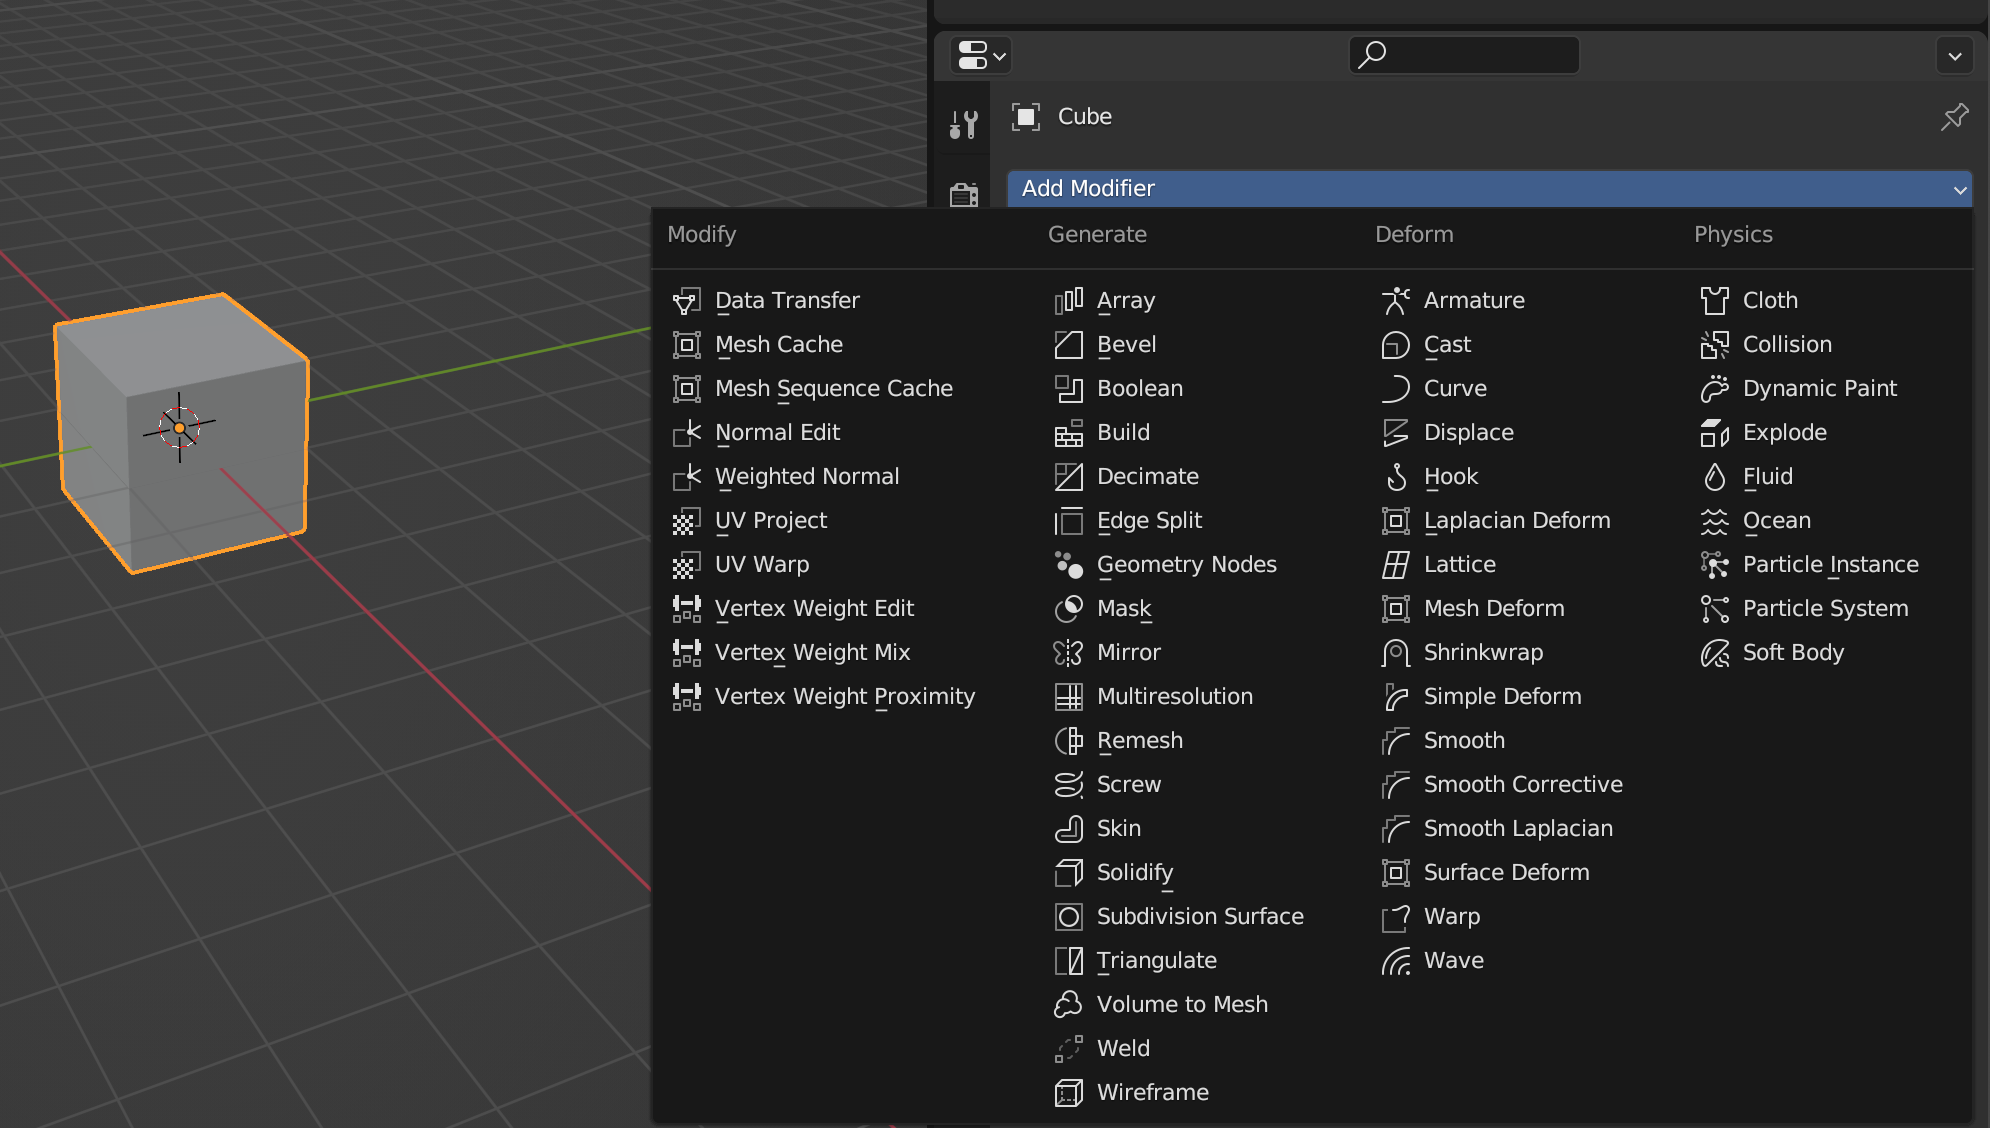 Cube
Add Modifier
Modify
Data Transfer
Mesh Cache
Mesh Sequence Cache
Normal Edit
Weighted Normal
UV Project
UV Warp
Vertex Weight Edit
Vertex Weight Mix
Vertex Weight Proximity
Generate
Array
Bevel
Boolean
Build
Decimate
Edge Split
Geometry Nodes
Mask
Mirror
Multiresolution
Remesh
Screw
Skin
Solidify
Subdivision Surface
Triangulate
Volume to Mesh
Weld
Wireframe
Deform
Armature
Cast
Curve
Displace
Hook
Laplacian Deform
Lattice
Mesh Deform
Shrinkwrap
Simple Deform
Smooth
Smooth Corrective
Smooth Laplacian
Surface Deform
Warp
Wave
Physics
Cloth
Collision
Dynamic Paint
Explode
Fluid
Ocean
Particle Instance
Particle System
Soft Body